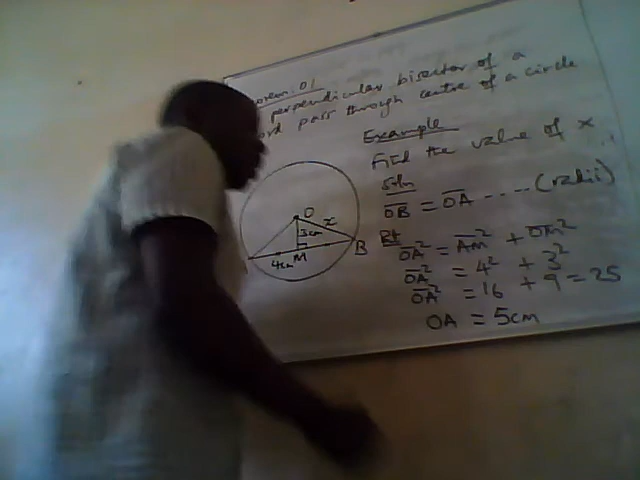 orem 01
perpendicular bisector of a
ord pass through centre of a circle
Example
Find the value of x
Soln
OB = OA ---- (radii)
Bt
OA² = AM² + OM²
OA² = 4² + 3²
OA² = 16 + 9 = 25
OA = 5cm
O
x
3cm
B
4cm M